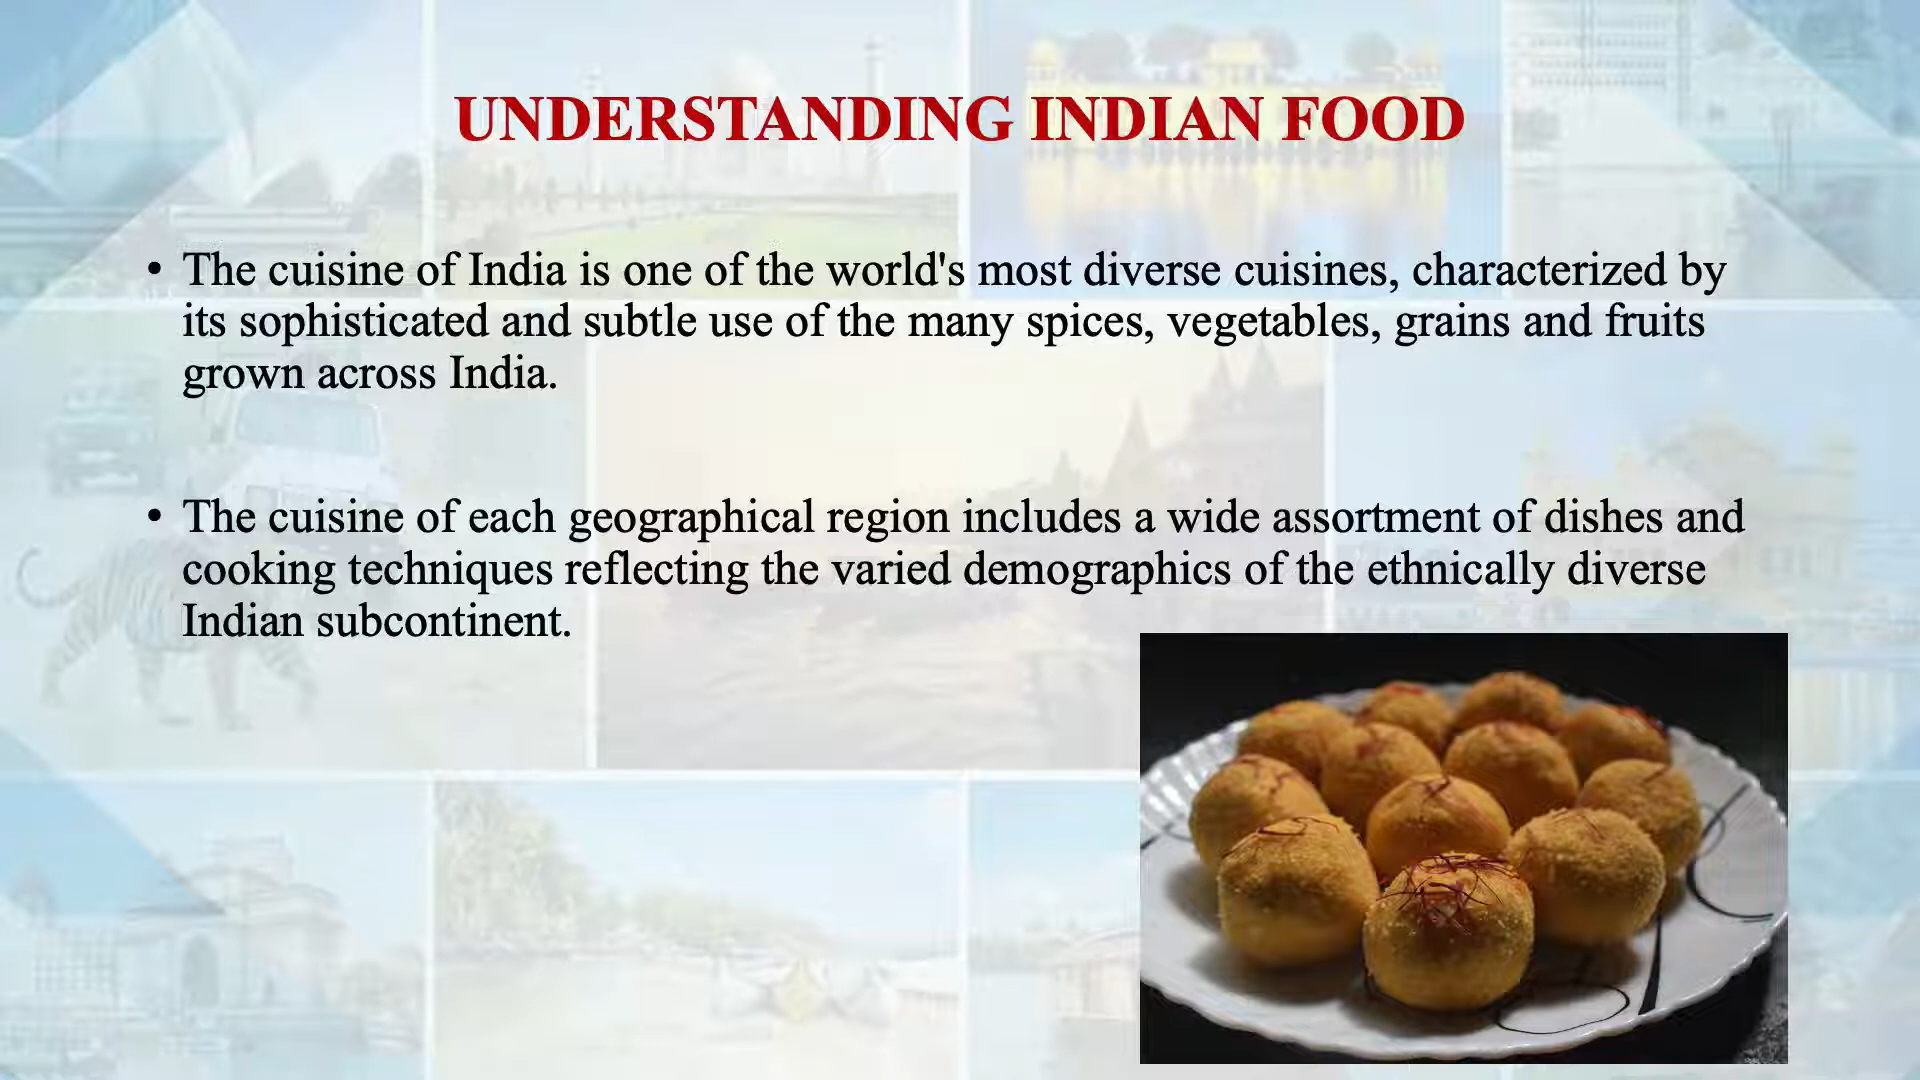 UNDERSTANDING INDIAN FOOD
• The cuisine of India is one of the world's most diverse cuisines, characterized by
its sophisticated and subtle use of the many spices, vegetables, grains and fruits
grown across India.
• The cuisine of each geographical region includes a wide assortment of dishes and
cooking techniques reflecting the varied demographics of the ethnically diverse
Indian subcontinent.